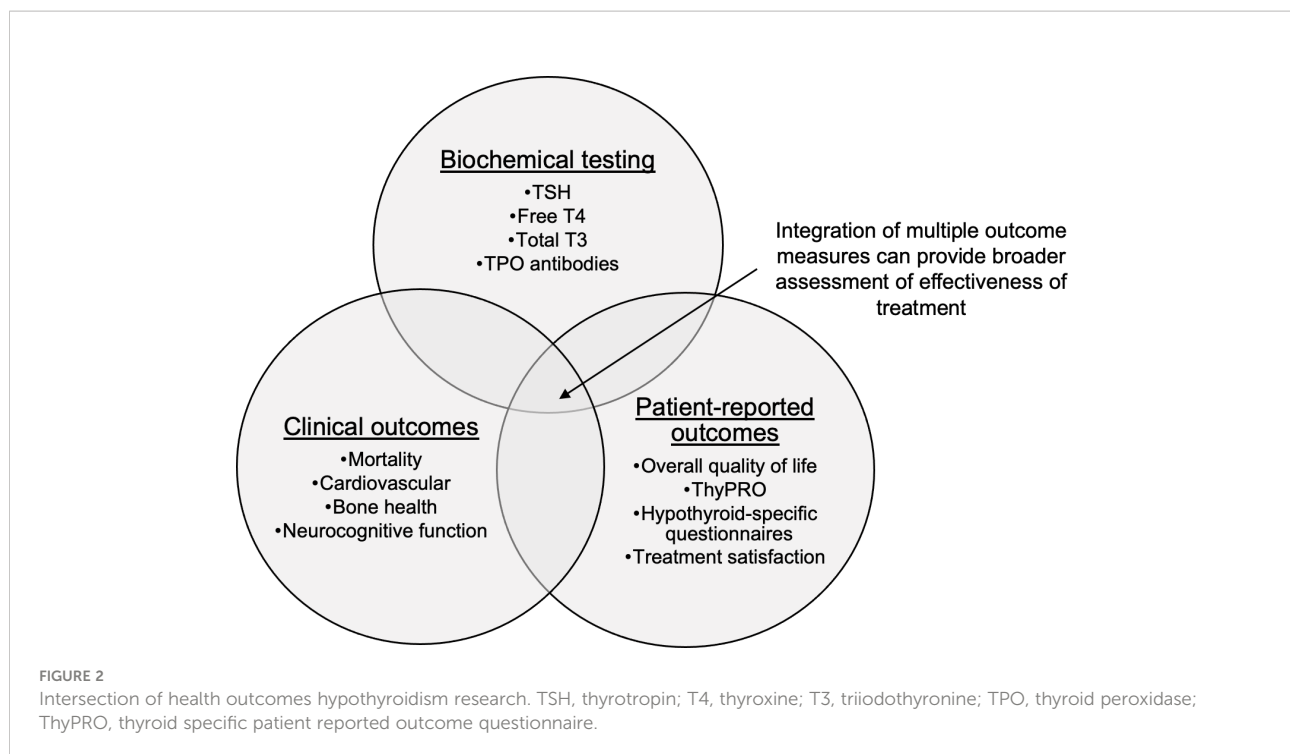 Biochemical testing
•TSH
•Free T4
•Total T3
•TPO antibodies
Integration of multiple outcome
measures can provide broader
assessment of effectiveness of
treatment
Clinical outcomes
•Mortality
•Cardiovascular
•Bone health
•Neurocognitive function
Patient-reported
outcomes
•Overall quality of life
•ThyPRO
•Hypothyroid-specific
questionnaires
•Treatment satisfaction
FIGURE 2
Intersection of health outcomes hypothyroidism research. TSH, thyrotropin; T4, thyroxine; T3, triiodothyronine; TPO, thyroid peroxidase;
ThyPRO, thyroid specific patient reported outcome questionnaire.